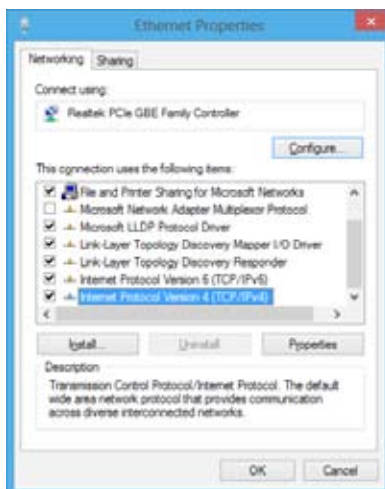 Ethernet Properties
Networking Sharing
Connect using:
Realtek PCIe GBE Family Controller
Configure...
This connection uses the following items:
File and Printer Sharing for Microsoft Networks
Microsoft Network Adapter Multiplexor Protocol
Microsoft LLDP Protocol Driver
Link-Layer Topology Discovery Mapper I/O Driver
Link-Layer Topology Discovery Responder
Internet Protocol Version 6 (TCP/IPv6)
Internet Protocol Version 4 (TCP/IPv4)
Install... Uninstall Properties
Description
Transmission Control Protocol/Internet Protocol. The default
wide area network protocol that provides communication
across diverse interconnected networks.
OK Cancel